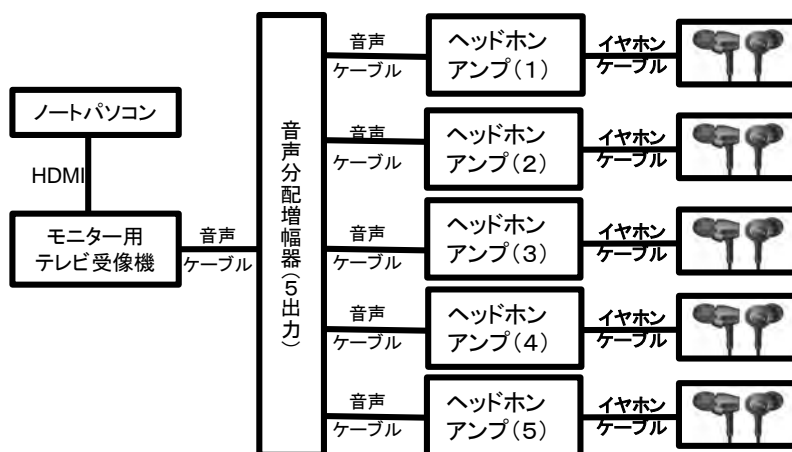 ノートパソコン
HDMI
モニター用
テレビ受像機
音声
ケーブル
音声分配増幅器(5出力)
音声
ケーブル
ヘッドホン
アンプ(1)
イヤホン
ケーブル
音声
ケーブル
ヘッドホン
アンプ(2)
イヤホン
ケーブル
音声
ケーブル
ヘッドホン
アンプ(3)
イヤホン
ケーブル
音声
ケーブル
ヘッドホン
アンプ(4)
イヤホン
ケーブル
音声
ケーブル
ヘッドホン
アンプ(5)
イヤホン
ケーブル